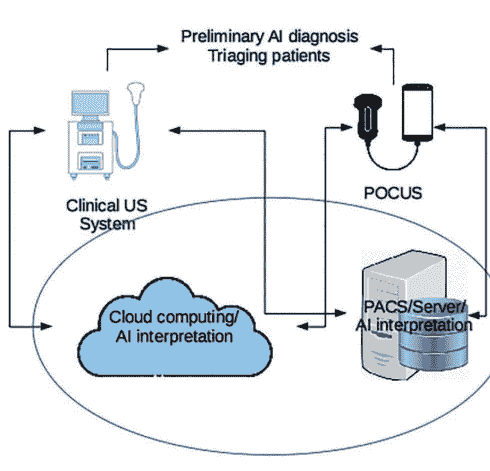 Preliminary AI diagnosis
Triaging patients
Clinical US
System
POCUS
Cloud computing/
AI interpretation
PACS/Server/
AI interpretation